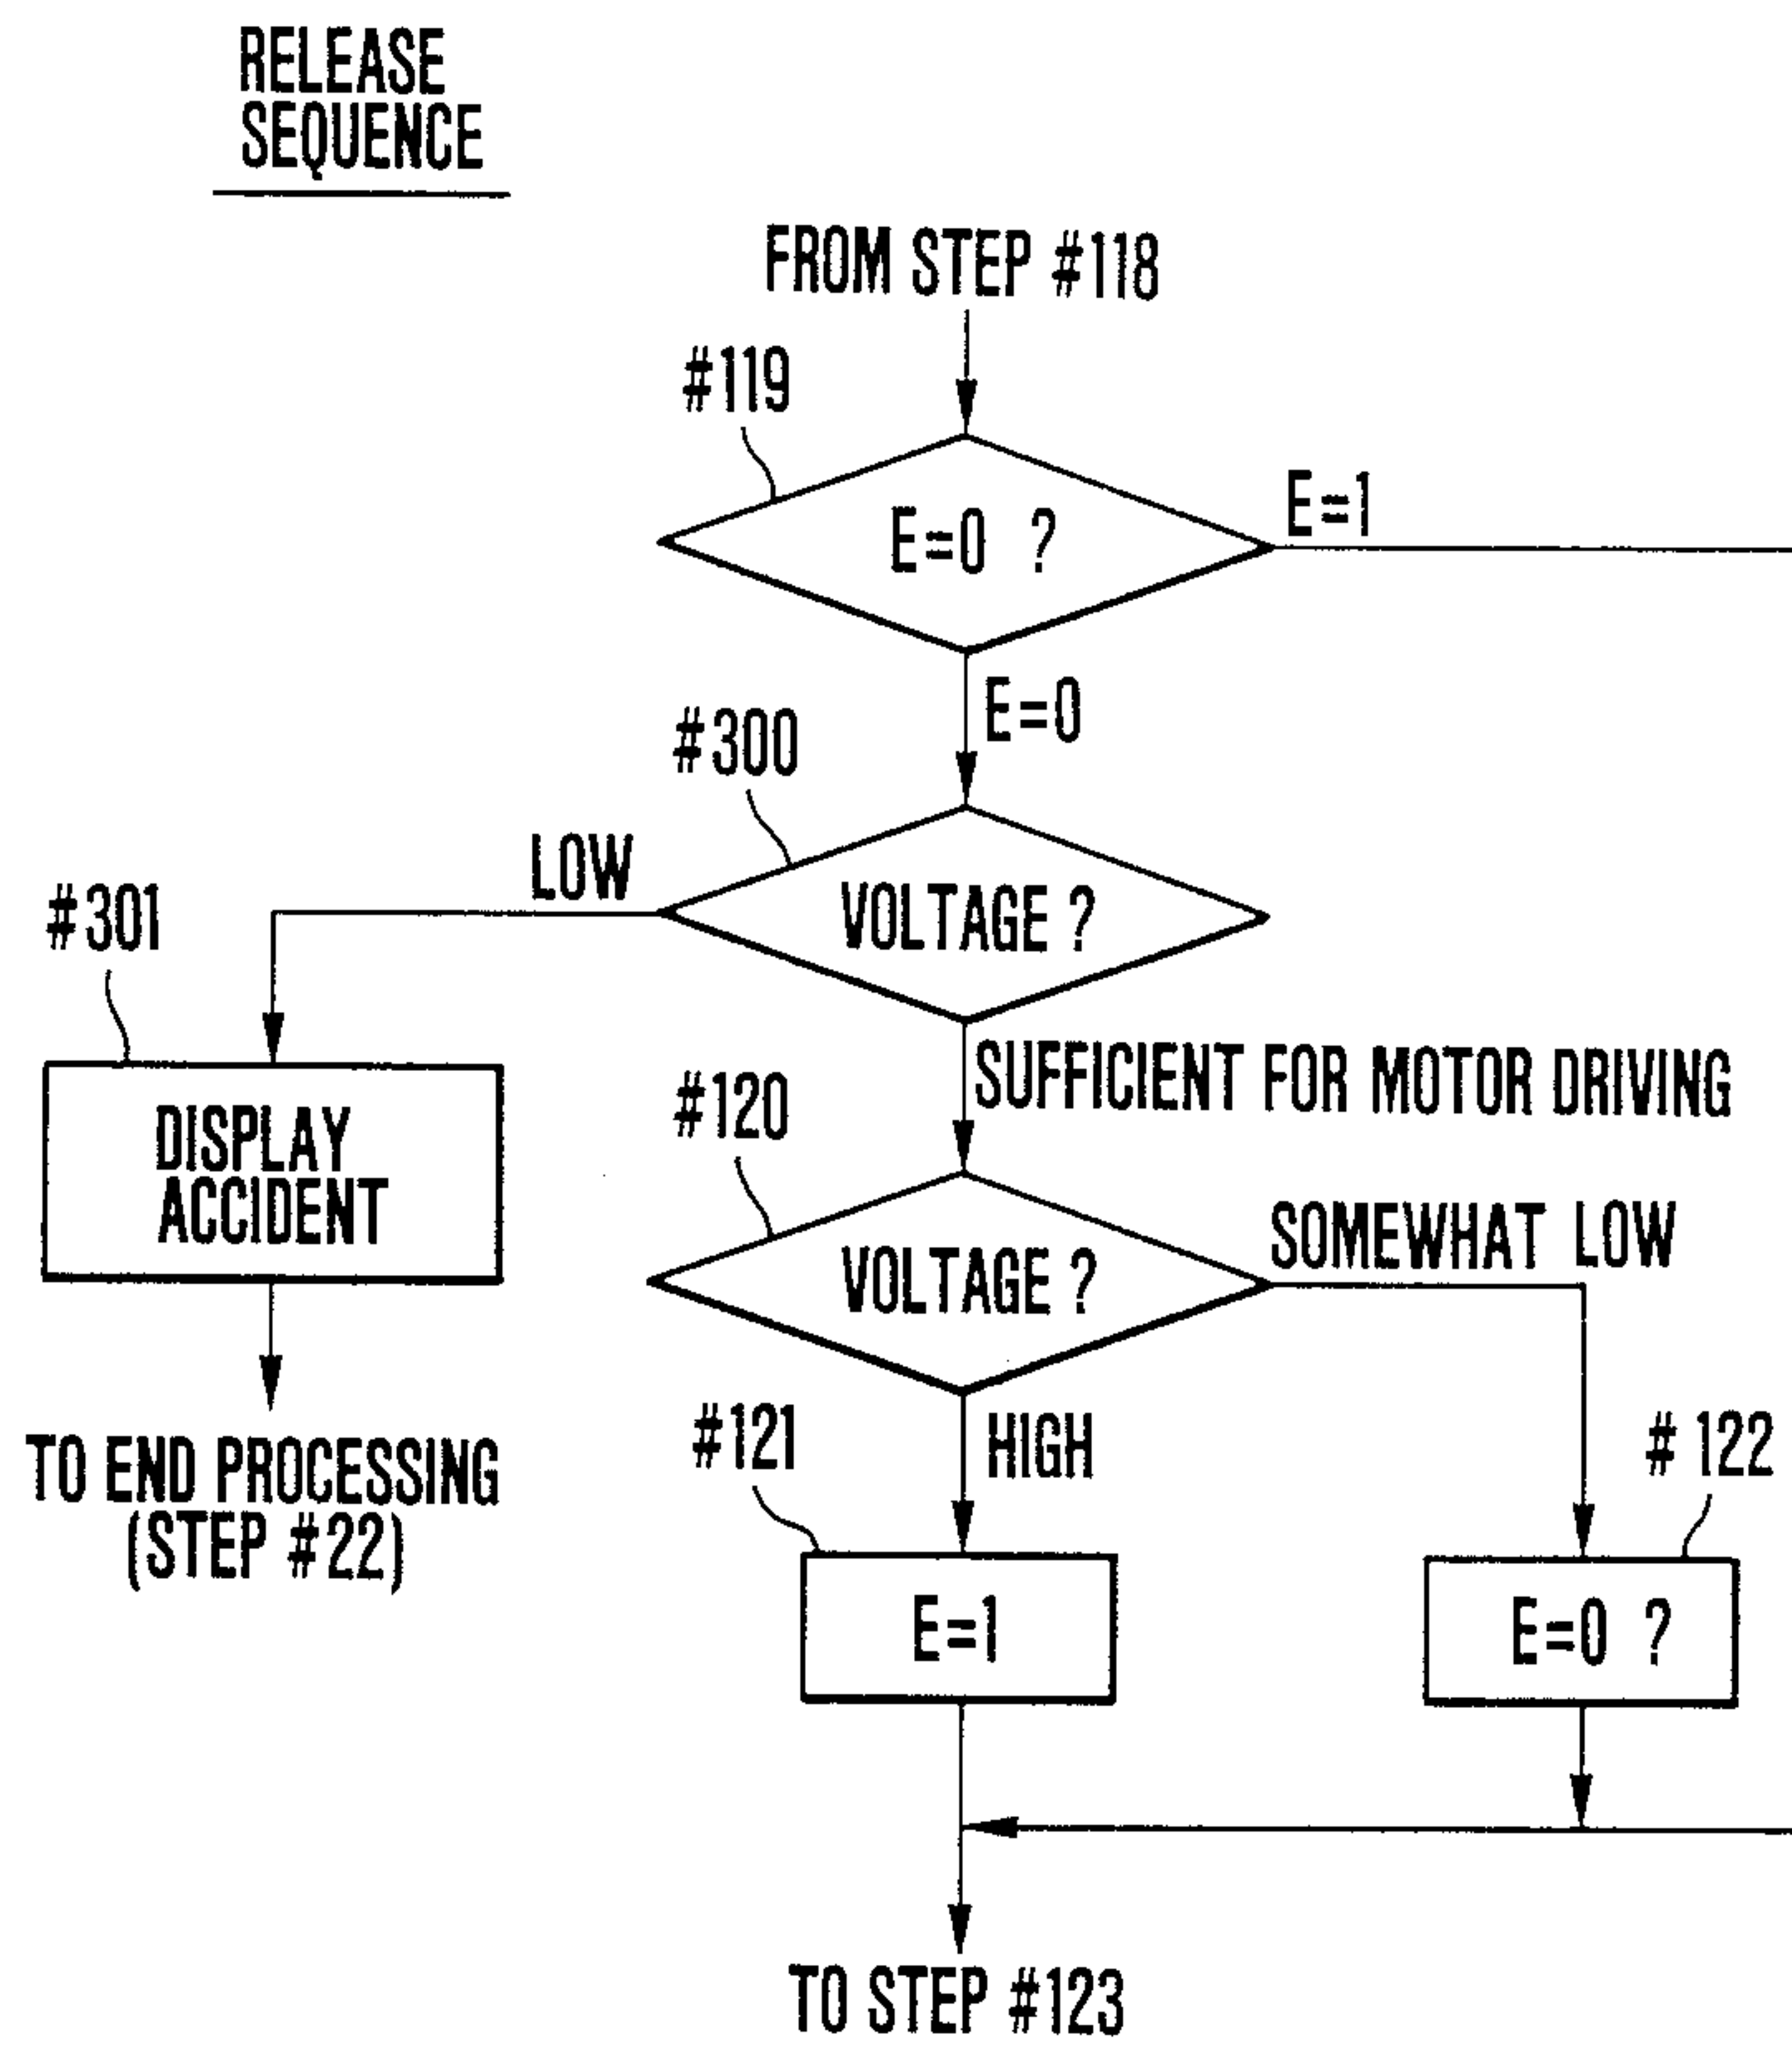 RELEASE
SEQUENCE
FROM STEP #118
#119
E=0 ?
E=1
E=0
#300
LOW
VOLTAGE ?
#301
SUFFICIENT FOR MOTOR DRIVING
DISPLAY
ACCIDENT
#120
VOLTAGE ?
SOMEWHAT LOW
TO END PROCESSING
(STEP #22)
#121
HIGH
# 122
E=1
E=0 ?
TO STEP #123